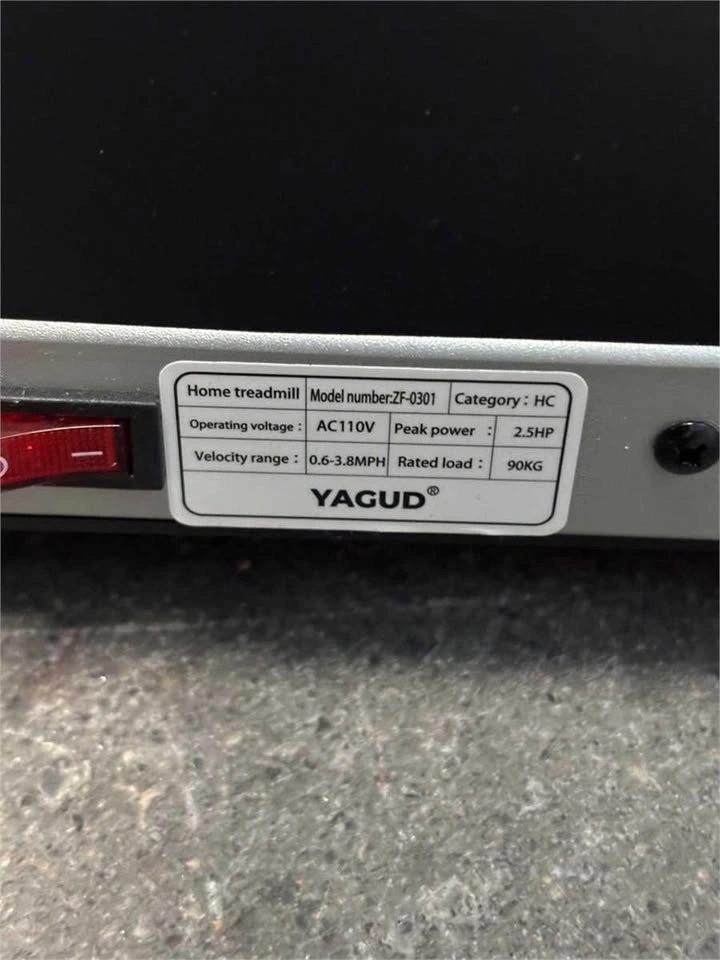 Home treadmill Model number:ZF-0301 Category: HC
Operating voltage: AC110V Peak power : 2.5HP
Velocity range: 0.6-3.8MPH Rated load: 90KG
YAGUD®